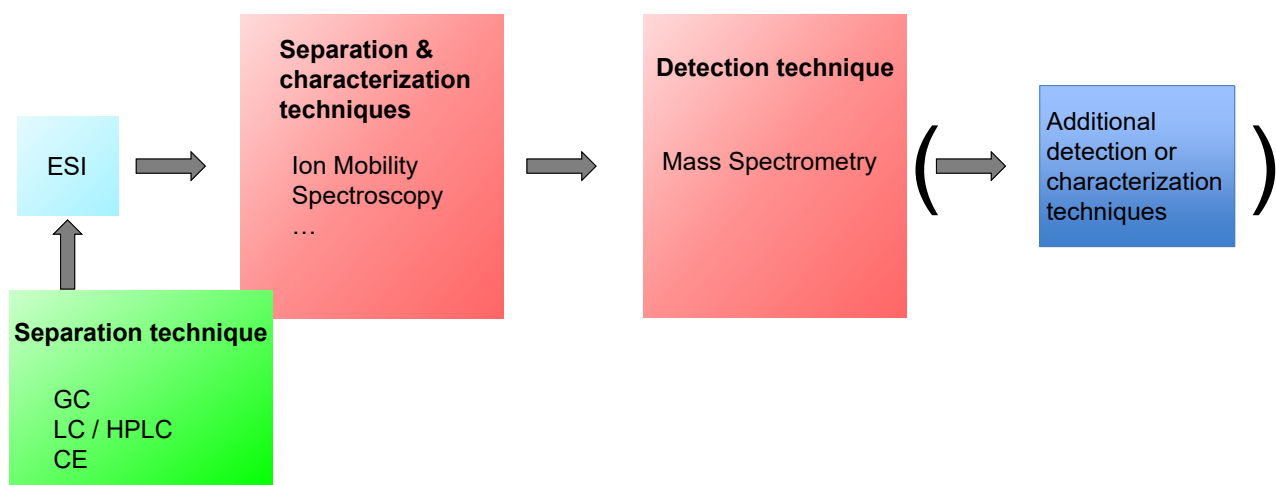 ESI
Separation &
characterization
techniques
Ion Mobility
Spectroscopy
…
Detection technique
Mass Spectrometry
(
Additional
detection or
characterization
techniques
)
Separation technique
GC
LC / HPLC
CE